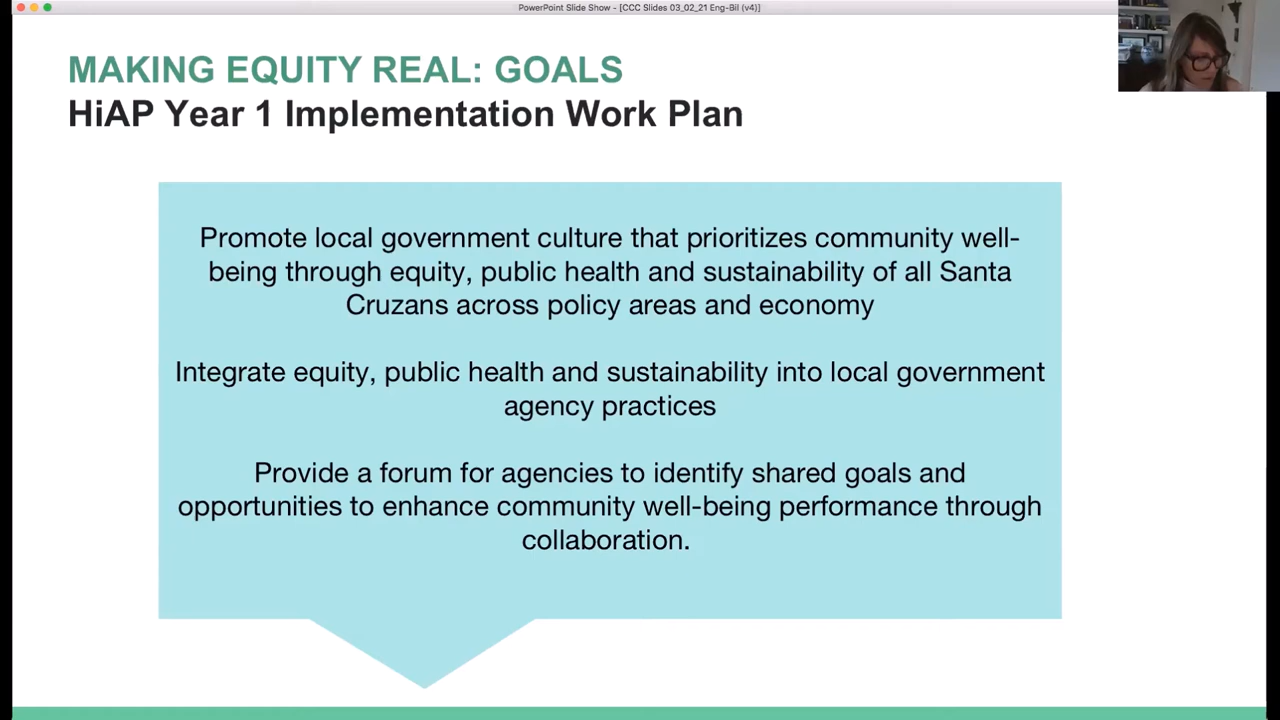 PowerPoint Slide Show - [CCC Slides 03_02_21 Eng-Bil (v4)]
MAKING EQUITY REAL: GOALS
HiAP Year 1 Implementation Work Plan
Promote local government culture that prioritizes community well-
being through equity, public health and sustainability of all Santa
Cruzans across policy areas and economy
Integrate equity, public health and sustainability into local government
agency practices
Provide a forum for agencies to identify shared goals and
opportunities to enhance community well-being performance through
collaboration.